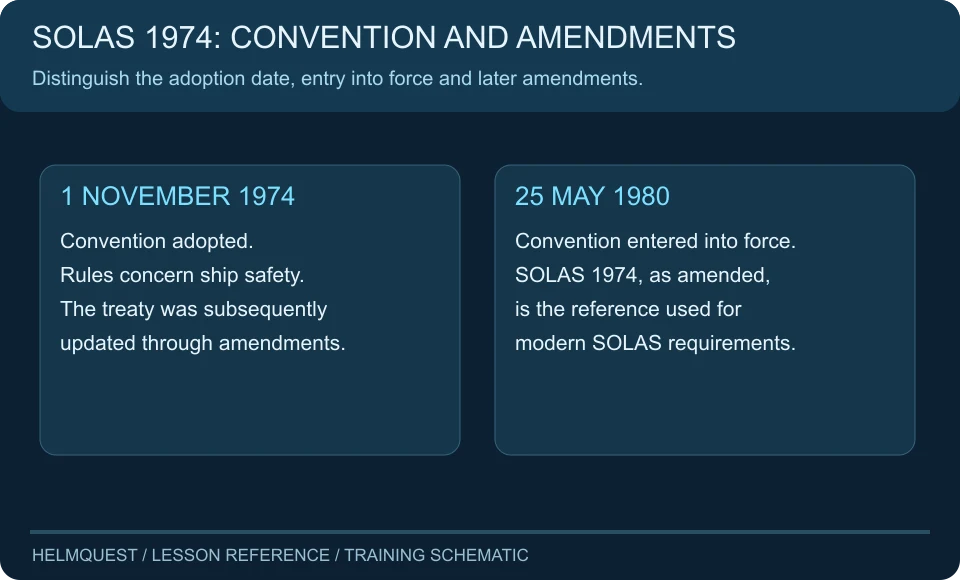 SOLAS 1974: CONVENTION AND AMENDMENTS
Distinguish the adoption date, entry into force and later amendments.
1 NOVEMBER 1974
Convention adopted.
Rules concern ship safety.
The treaty was subsequently
updated through amendments.
25 MAY 1980
Convention entered into force.
SOLAS 1974, as amended,
is the reference used for
modern SOLAS requirements.
HELMQUEST / LESSON REFERENCE / TRAINING SCHEMATIC